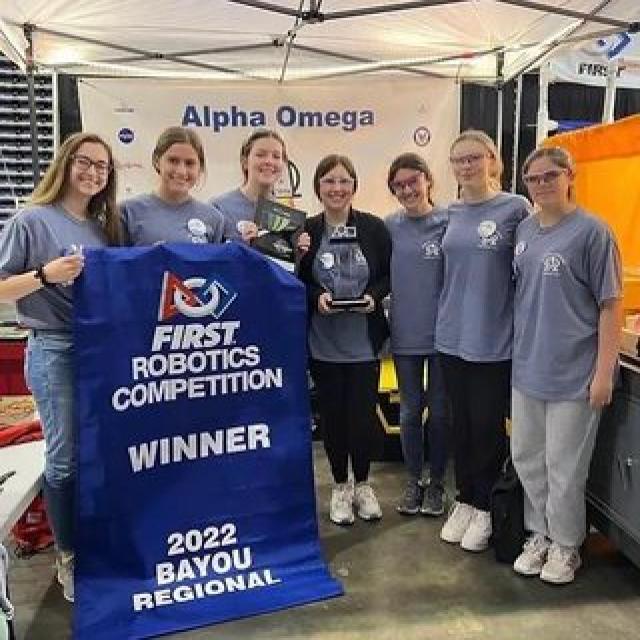 Alpha Omega
FIRST
FIRST
ROBOTICS
COMPETITION
WINNER
2022
BAYOU
REGIONAL